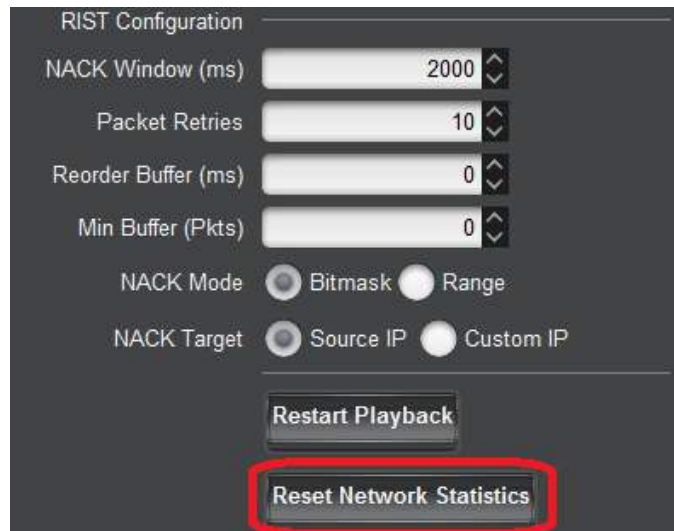 RIST Configuration
NACK Window (ms) 2000
Packet Retries 10
Reorder Buffer (ms) 0
Min Buffer (Pkts) 0
NACK Mode Bitmask Range
NACK Target Source IP Custom IP
Restart Playback
Reset Network Statistics